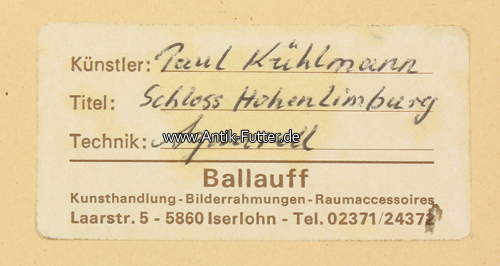 Künstler: Paul Kühlmann
Titel: Schloss Hohenlimburg
www.Antik-Futter.de
Technik: Aquarell
Ballauff
Kunsthandlung - Bilderrahmungen - Raumaccessoires
Laarstr. 5 - 5860 Iserlohn - Tel. 02371/24372